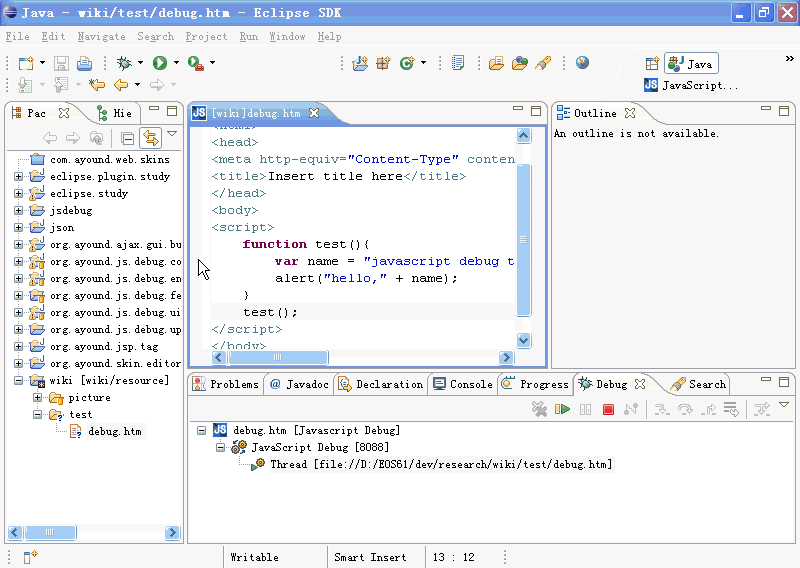 Java - wiki/test/debug.htm - Eclipse SDK
File Edit Navigate Search Project Run Window Help
Java
JavaScript...
Pac
Hie
com.ayound.web.skins
eclipse.plugin.study
eclipse.study
jsdebug
json
org.ayound.ajax.gui.bu
org.ayound.js.debug.co
org.ayound.js.debug.en
org.ayound.js.debug.fe
org.ayound.js.debug.ui
org.ayound.js.debug.up
org.ayound.jsp.tag
org.ayound.skin.editor
wiki [wiki/resource]
picture
test
debug.htm
[wiki]debug.htm
<html>
<head>
<meta http-equiv="Content-Type" conten
<title>Insert title here</title>
</head>
<body>
<script>
function test(){
var name = "javascript debug t
alert("hello," + name);
}
test();
</script>
</body>
Outline
An outline is not available.
Problems
Javadoc
Declaration
Console
Progress
Debug
Search
debug.htm [Javascript Debug]
JavaScript Debug [8088]
Thread [file://D:/EOS61/dev/research/wiki/test/debug.htm]
Writable
Smart Insert
13 : 12